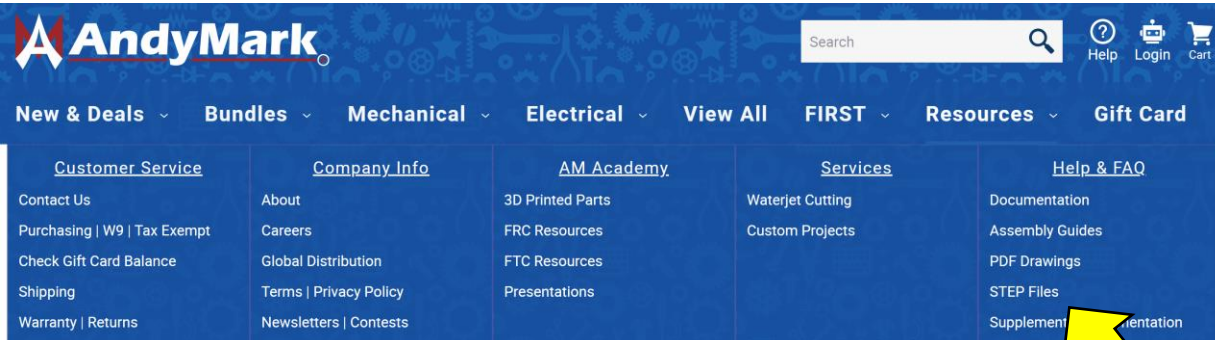 AndyMark
Search
Help Login Cart
New & Deals Bundles Mechanical Electrical View All FIRST Resources Gift Card
Customer Service
Contact Us
Purchasing | W9 | Tax Exempt
Check Gift Card Balance
Shipping
Warranty | Returns
Company Info
About
Careers
Global Distribution
Terms | Privacy Policy
Newsletters | Contests
AM Academy
3D Printed Parts
FRC Resources
FTC Resources
Presentations
Services
Waterjet Cutting
Custom Projects
Help & FAQ
Documentation
Assembly Guides
PDF Drawings
STEP Files